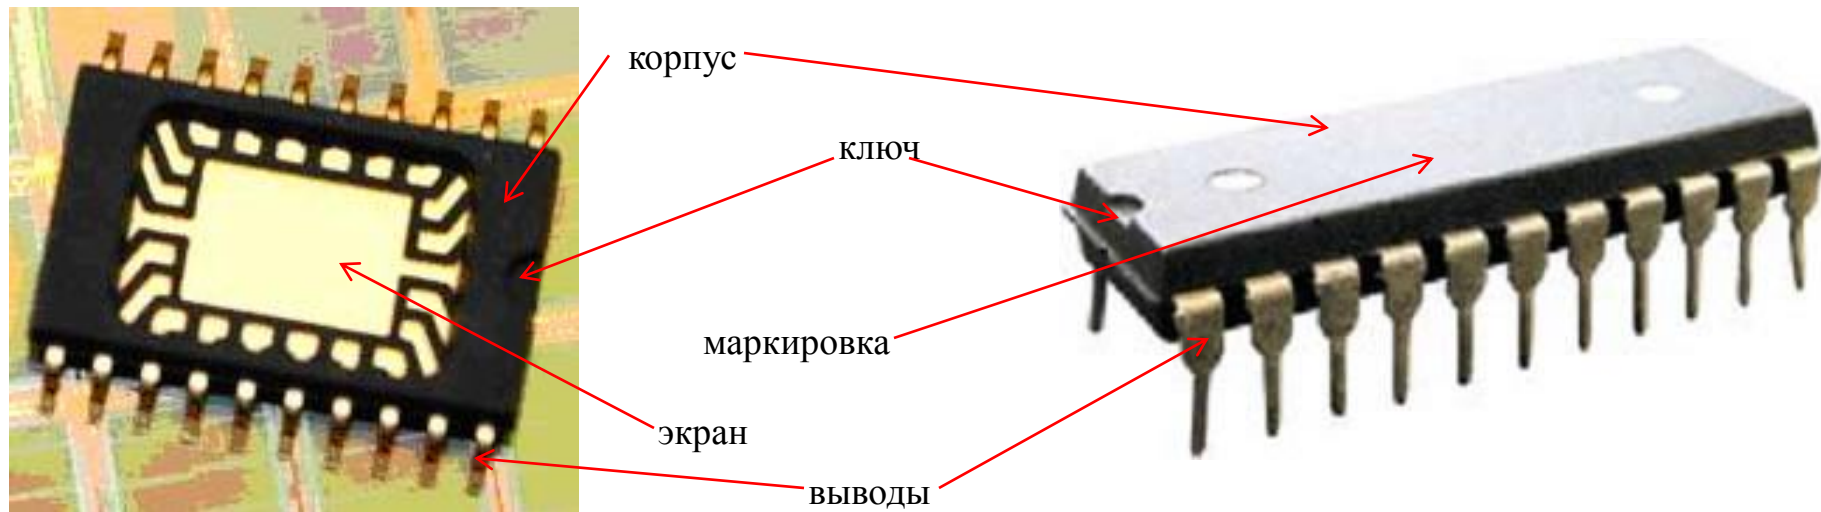 корпус
ключ
маркировка
экран
выводы